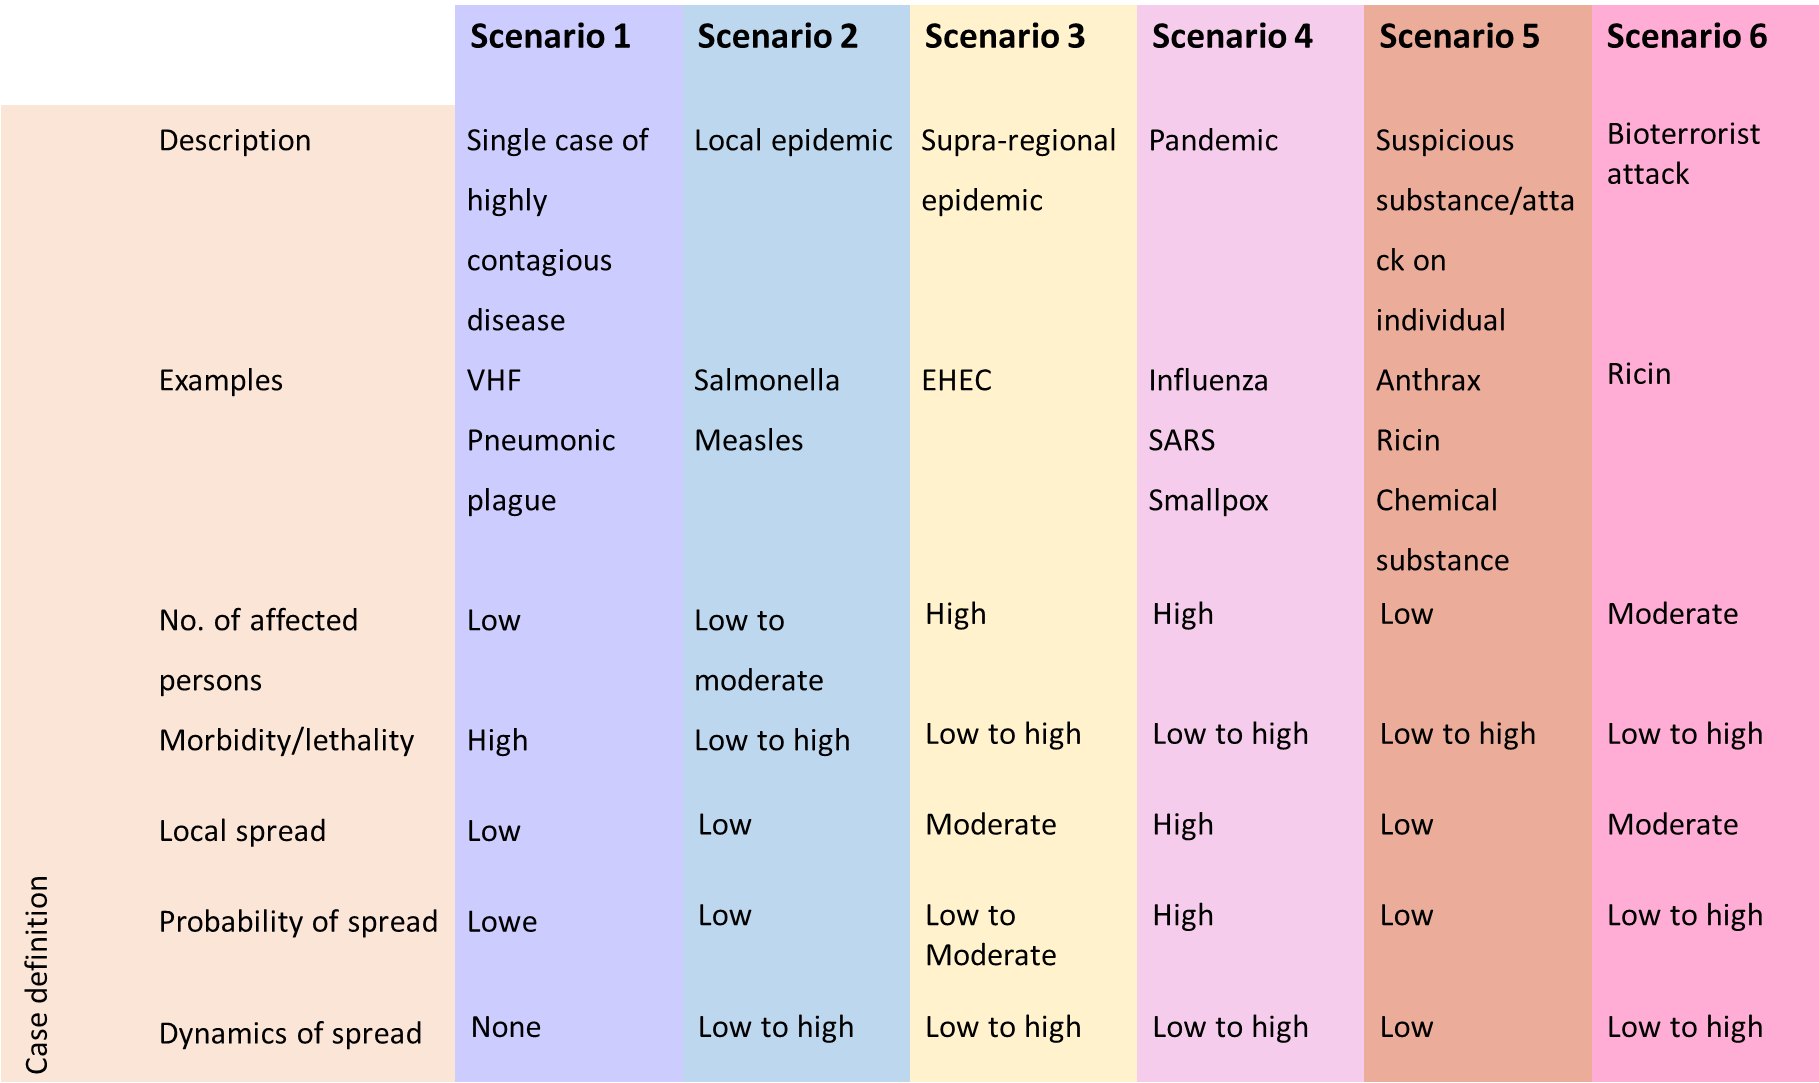 Scenario 1 Scenario 2 Scenario 3 Scenario 4 Scenario 5 Scenario 6
Case definition
Description
Single case of
highly
contagious
disease
Local epidemic
Supra-regional
epidemic
Pandemic
Suspicious
substance/atta
ck on
individual
Bioterrorist
attack
Examples
VHF
Pneumonic
plague
Salmonella
Measles
EHEC
Influenza
SARS
Smallpox
Anthrax
Ricin
Chemical
substance
Ricin
No. of affected
persons
Low
Low to
moderate
High
High
Low
Moderate
Morbidity/lethality
High
Low to high
Low to high
Low to high
Low to high
Low to high
Local spread
Low
Low
Moderate
High
Low
Moderate
Probability of spread
Lowe
Low
Low to
Moderate
High
Low
Low to high
Dynamics of spread
None
Low to high
Low to high
Low to high
Low
Low to high